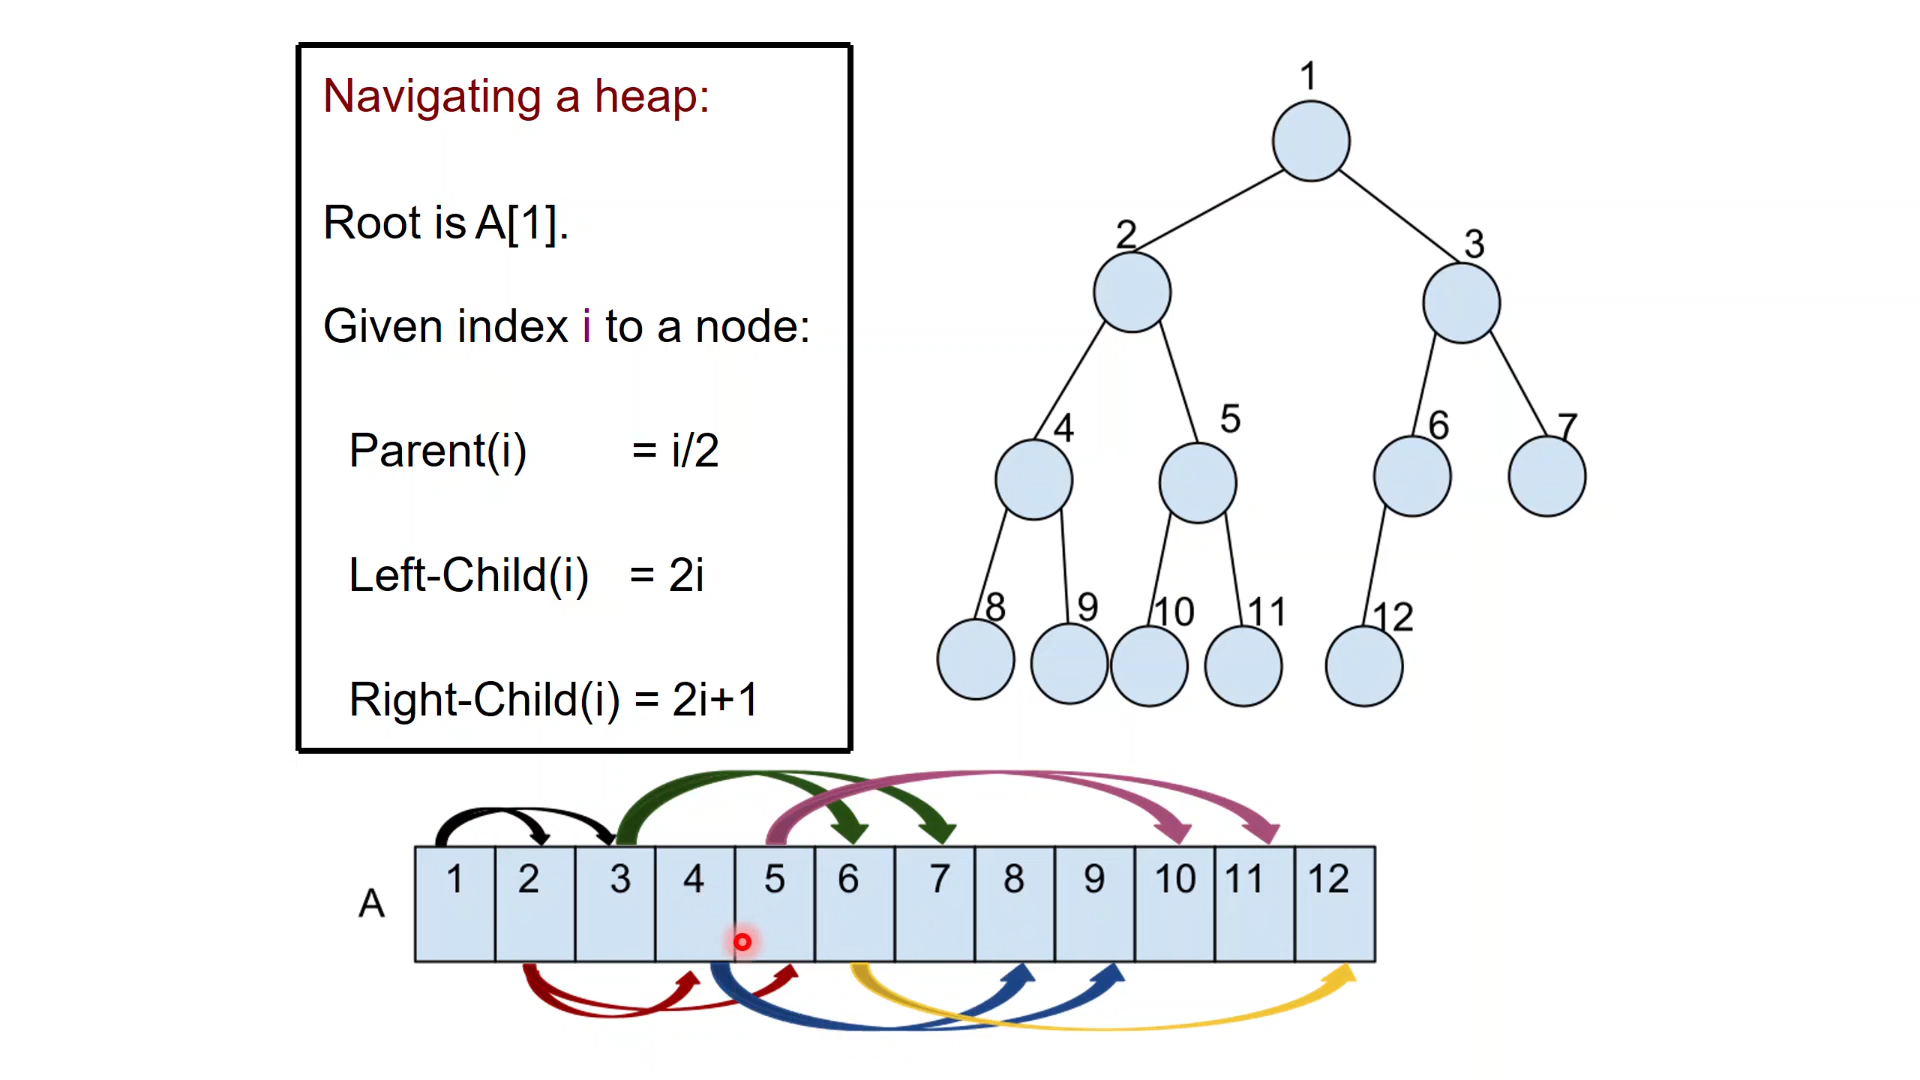 Navigating a heap:
Root is A[1].
Given index i to a node:
Parent(i) = i/2
Left-Child(i) = 2i
Right-Child(i) = 2i+1
1
2
3
4
5
6
7
8
9
10
11
12
A
1 2 3 4 5 6 7 8 9 10 11 12